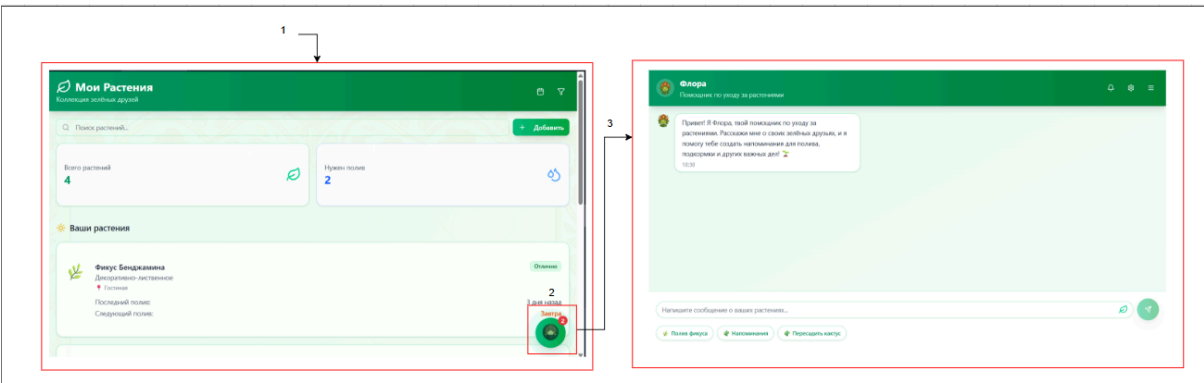 1
Мои Растения
Коллекция зелёных друзей
Поиск растений...
+ Добавить
Всего растений
4
Нужен полив
2
Ваши растения
Фикус Бенджамина
Декоративно-лиственное
Гостиная
Отлично
Последний полив:
3 дня назад
Следующий полив:
Завтра
2
2
3
Флора
Помощник по уходу за растениями
Привет! Я Флора, твой помощник по уходу за
растениями. Расскажи мне о своих зелёных друзьях, и я
помогу тебе создать напоминания для полива,
подкормки и других важных дел!
Напишите сообщение о ваших растениях...
Полив фикуса
Напоминания
Пересадить кактус